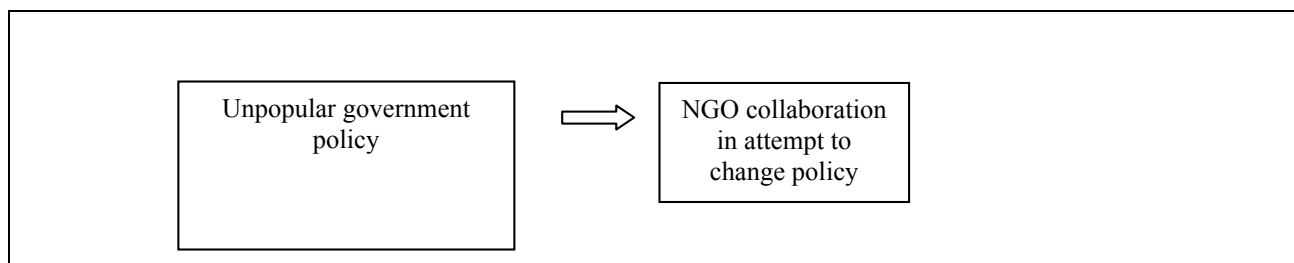 Unpopular government
policy
NGO collaboration
in attempt to
change policy